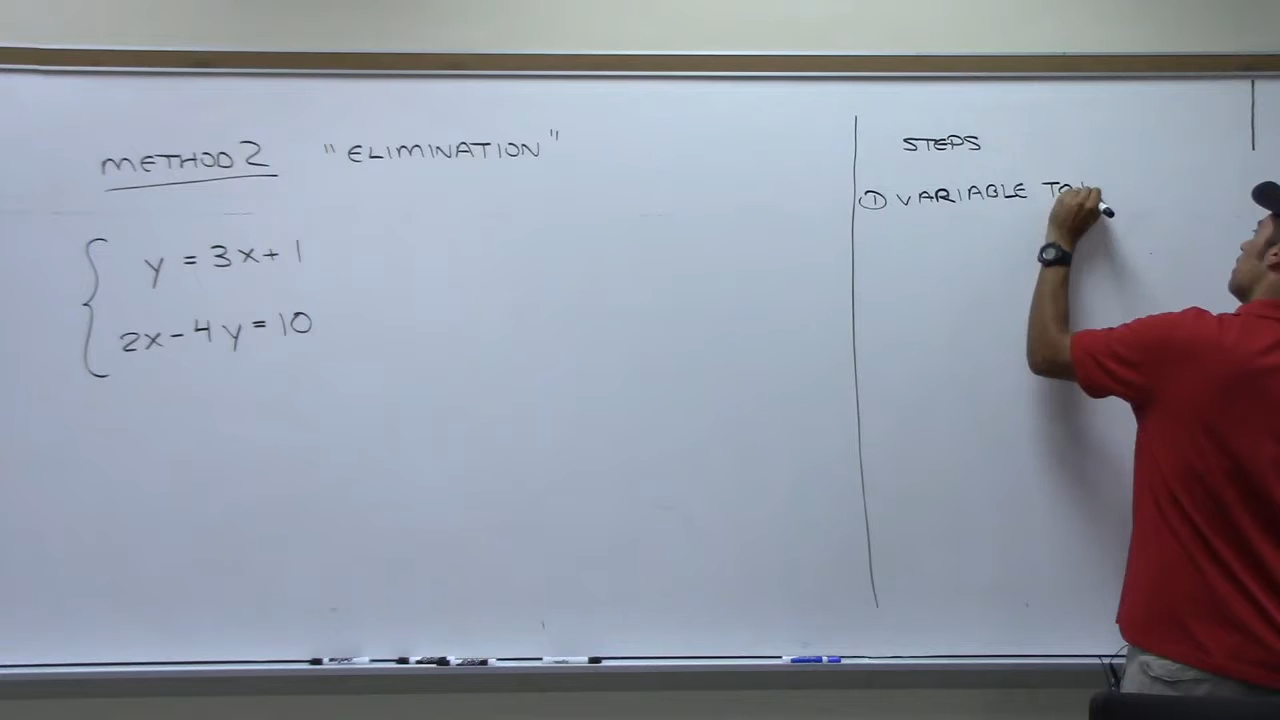 METHOD 2 "ELIMINATION"
y = 3x + 1
2x - 4y = 10
STEPS
① VARIABLE TO